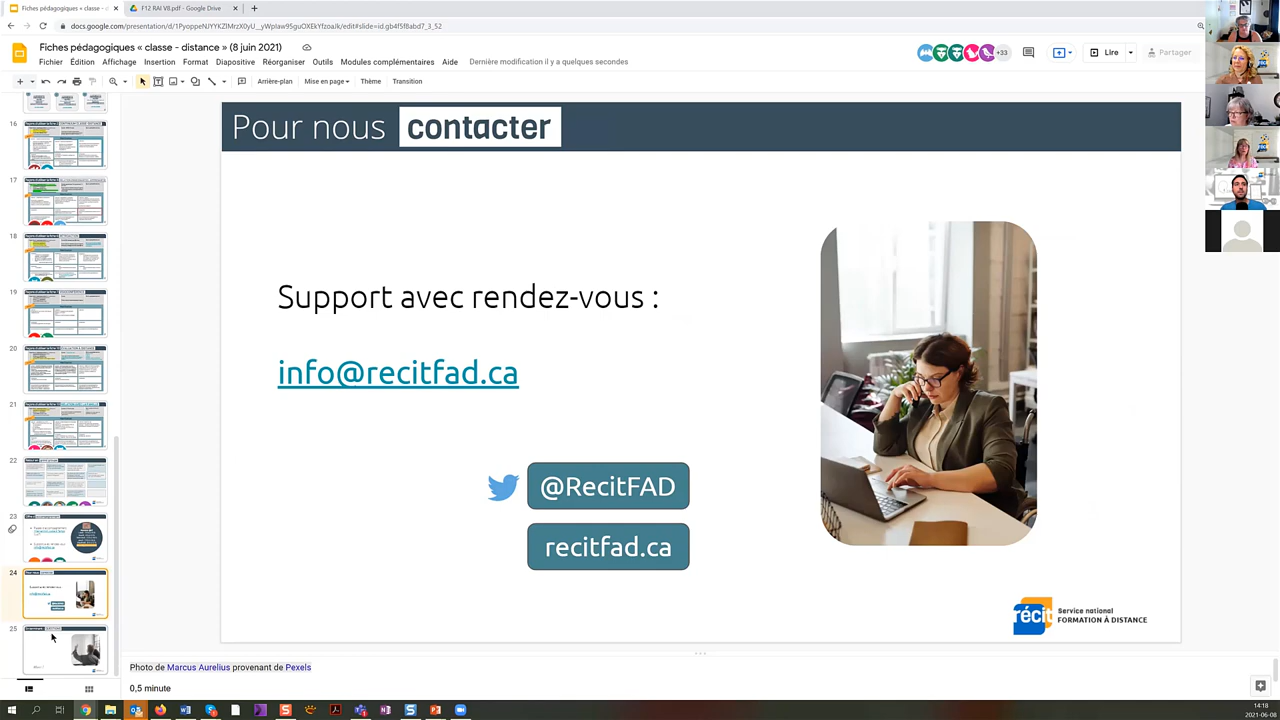 Fiches pédagogiques « classe - distance » (8 juin 2021)
F12 RAI V8.pdf - Google Drive
docs.google.com/presentation/d/1PyoppeNJYYKZIMrzX0yU__yWpIaw95guOXEkYfzoaJk/edit#slide=id.gb4f5f8abd7_3_52
Fiches pédagogiques « classe - distance » (8 juin 2021)
Fichier Édition Affichage Insertion Format Diapositive Réorganiser Outils Modules complémentaires Aide Dernière modification il y a quelques secondes
+33
Lire
Partager
Arrière-plan Mise en page Thème Transition
16
17
18
19
20
21
22
23
24
25
Pour nous contacter
Support avec rendez-vous :
info@recitfad.ca
@RecitFAD
recitfad.ca
récit
Service national
FORMATION À DISTANCE
Photo de Marcus Aurelius provenant de Pexels
0,5 minute
14:18
2021-06-08